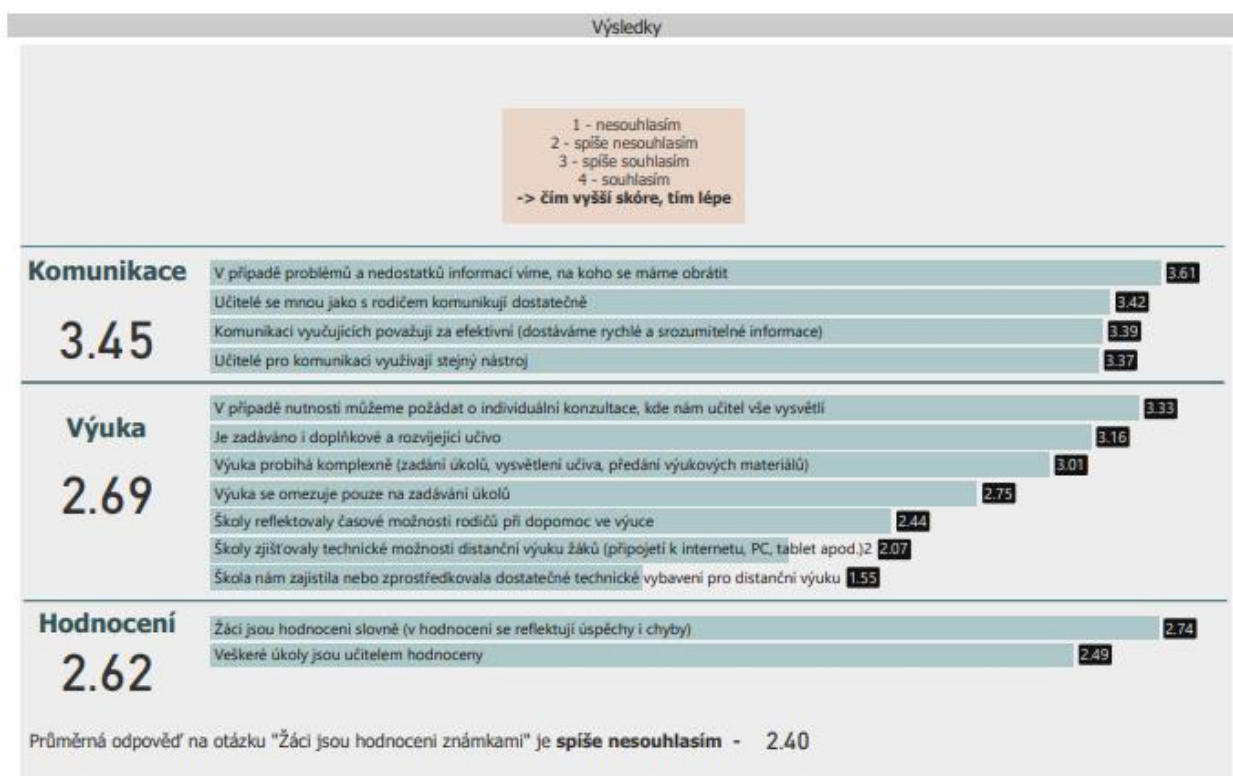 Výsledky
1 - nesouhlasím
2 - spíše nesouhlasím
3 - spíše souhlasím
4 - souhlasím
-> čím vyšší skóre, tím lépe
Komunikace
3.45
V případě problémů a nedostatků informací víme, na koho se máme obrátit 3.61
Učitelé se mnou jako s rodičem komunikují dostatečně 3.42
Komunikaci vyučujících považuji za efektivní (dostáváme rychlé a srozumitelné informace) 3.39
Učitelé pro komunikaci využívají stejný nástroj 3.37
Výuka
2.69
V případě nutnosti můžeme požádat o individuální konzultace, kde nám učitel vše vysvětlí 3.33
Je zadáváno i doplňkové a rozvíjející učivo 3.16
Výuka probíhá komplexně (zadání úkolů, vysvětlení učiva, předání výukových materiálů) 3.01
Výuka se omezuje pouze na zadávání úkolů 2.75
Školy reflektovaly časové možnosti rodičů při dopomoc ve výuce 2.44
Školy zjišťovaly technické možnosti distanční výuku žáků (připojetí k internetu, PC, tablet apod.)2 2.07
Škola nám zajistila nebo zprostředkovala dostatečné technické vybavení pro distanční výuku 1.55
Hodnocení
2.62
Žáci jsou hodnoceni slovně (v hodnocení se reflektují úspěchy i chyby) 2.74
Veškeré úkoly jsou učitelem hodnoceny 2.49
Průměrná odpověď na otázku "Žáci jsou hodnoceni známkami" je spíše nesouhlasím - 2.40